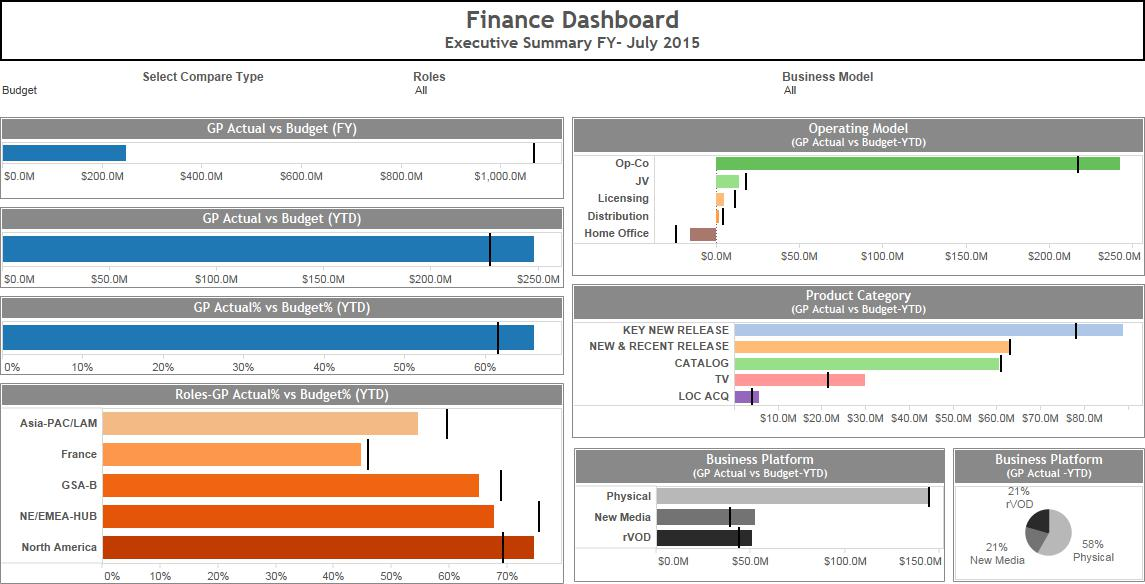 Finance Dashboard
Executive Summary FY- July 2015
Select Compare Type
Roles
Business Model
Budget
All
All
GP Actual vs Budget (FY)
$0.0M $200.0M $400.0M $600.0M $800.0M $1,000.0M
GP Actual vs Budget (YTD)
$0.0M $50.0M $100.0M $150.0M $200.0M $250.0M
GP Actual% vs Budget% (YTD)
0% 10% 20% 30% 40% 50% 60%
Roles-GP Actual% vs Budget% (YTD)
Asia-PAC/LAM
France
GSA-B
NE/EMEA-HUB
North America
0% 10% 20% 30% 40% 50% 60% 70%
Operating Model
(GP Actual vs Budget-YTD)
Op-Co
JV
Licensing
Distribution
Home Office
$0.0M $50.0M $100.0M $150.0M $200.0M $250.0M
Product Category
(GP Actual vs Budget-YTD)
KEY NEW RELEASE
NEW & RECENT RELEASE
CATALOG
TV
LOC ACQ
$10.0M $20.0M $30.0M $40.0M $50.0M $60.0M $70.0M $80.0M
Business Platform
(GP Actual vs Budget-YTD)
Physical
New Media
rVOD
$0.0M $50.0M $100.0M $150.0M
Business Platform
(GP Actual -YTD)
21%
rVOD
21%
New Media
58%
Physical